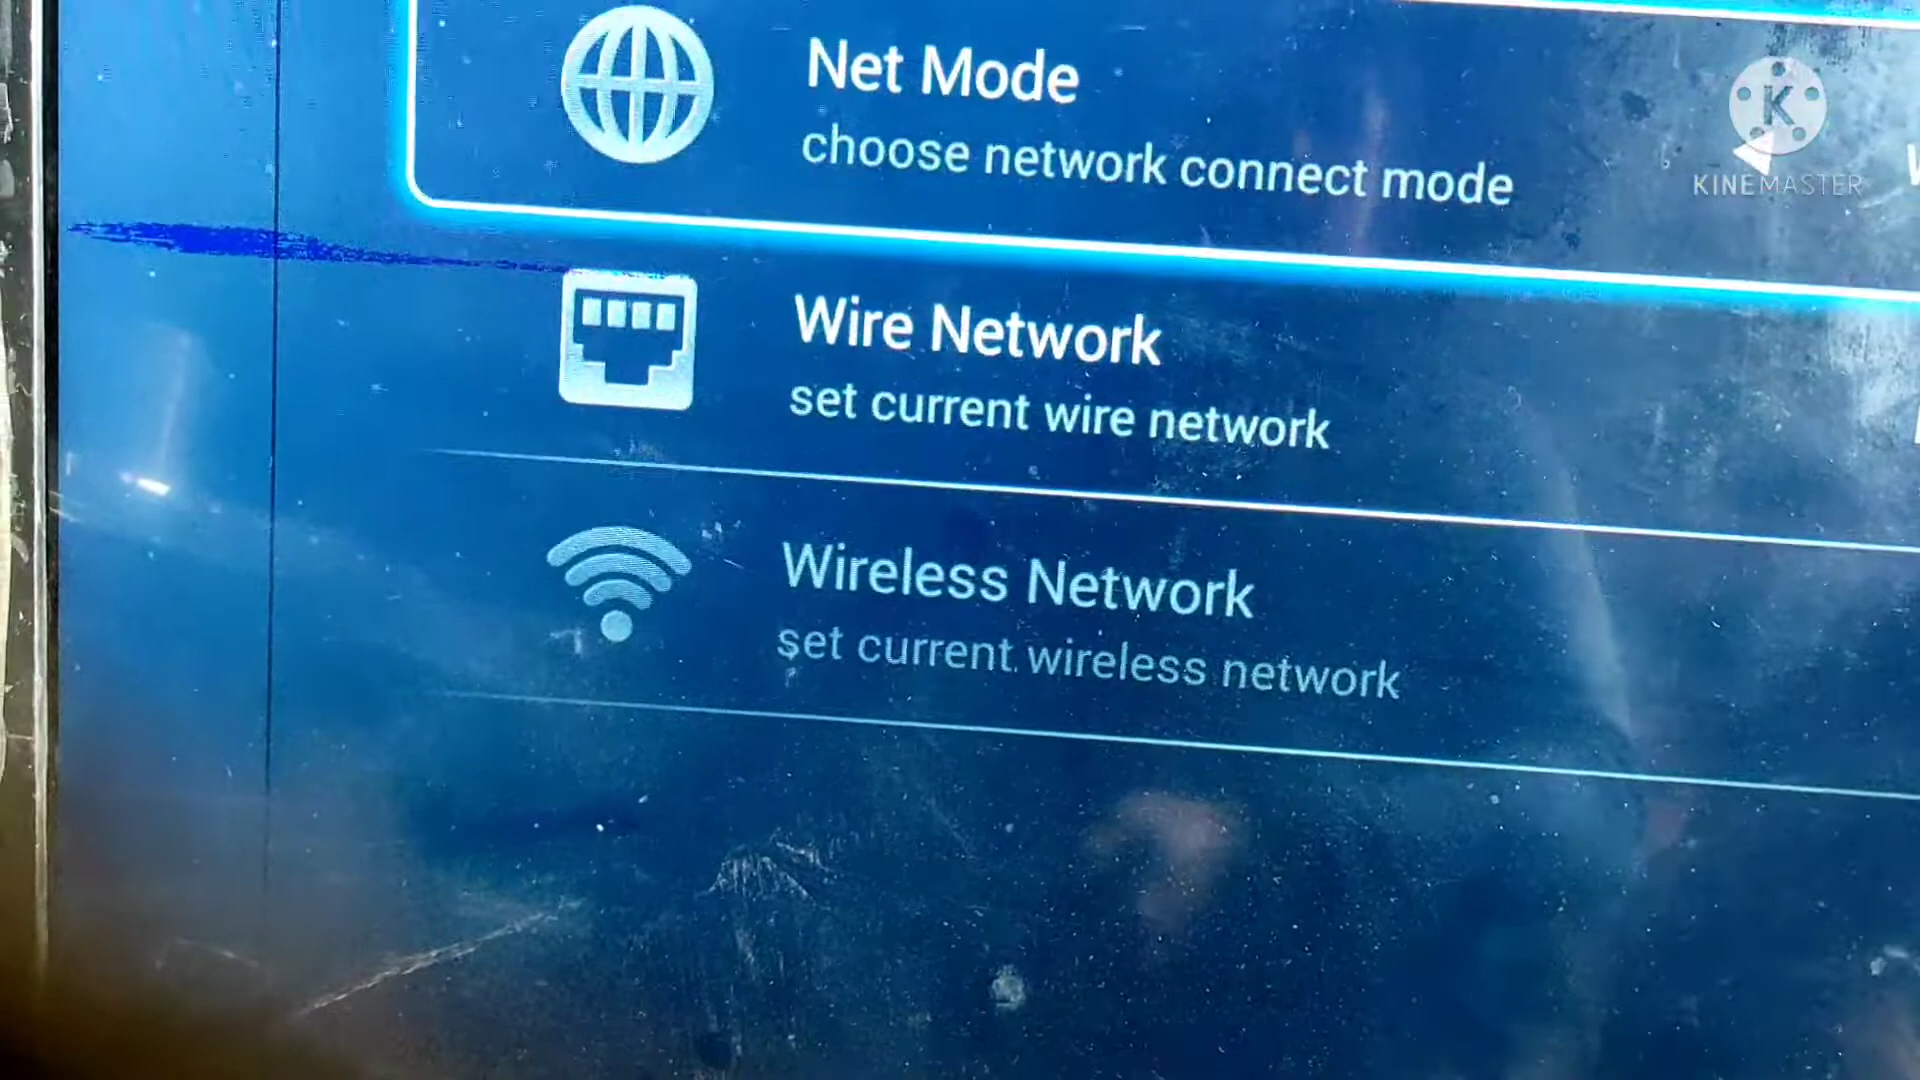 Net Mode
choose network connect mode
KINEMASTER
Wire Network
set current wire network
Wireless Network
set current wireless network